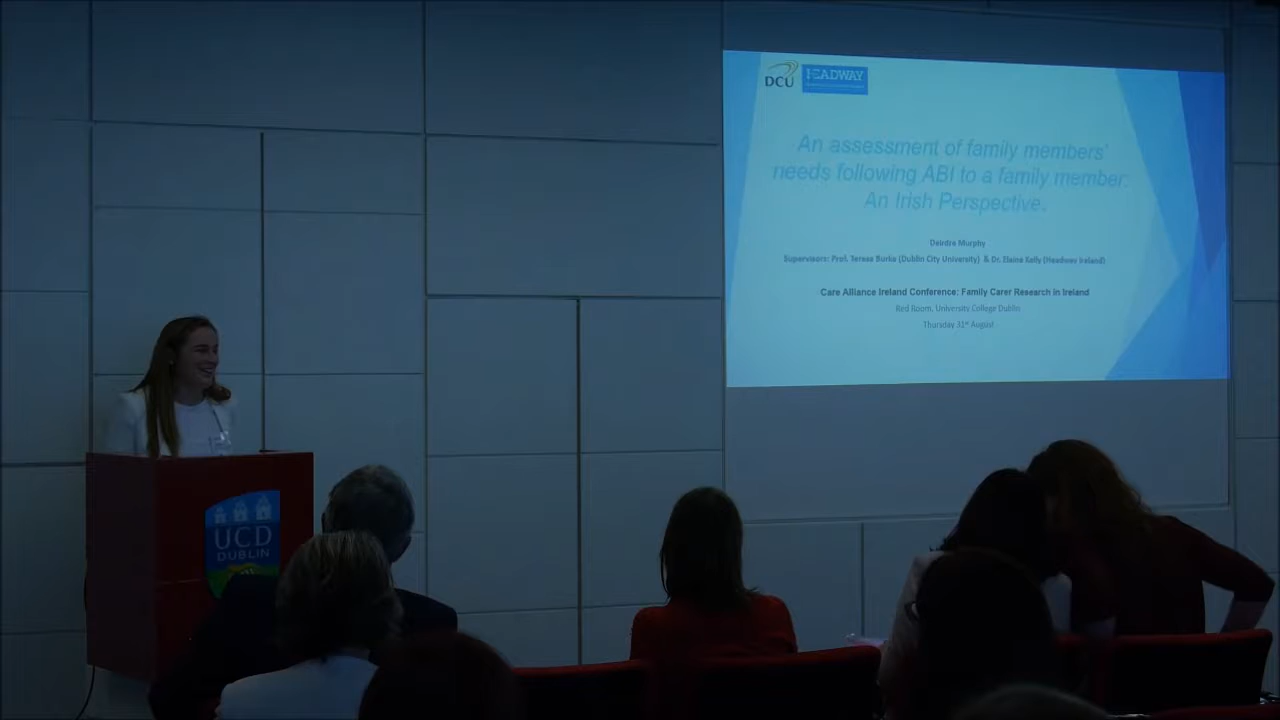 DCU
HEADWAY
An assessment of family members'
needs following ABI to a family member:
An Irish Perspective.
Deirdre Murphy
Supervisors: Prof. Teresa Burke (Dublin City University) & Dr. Elaine Kelly (Headway Ireland)
Care Alliance Ireland Conference: Family Carer Research in Ireland
Red Room, University College Dublin
Thursday 31st August
UCD
DUBLIN